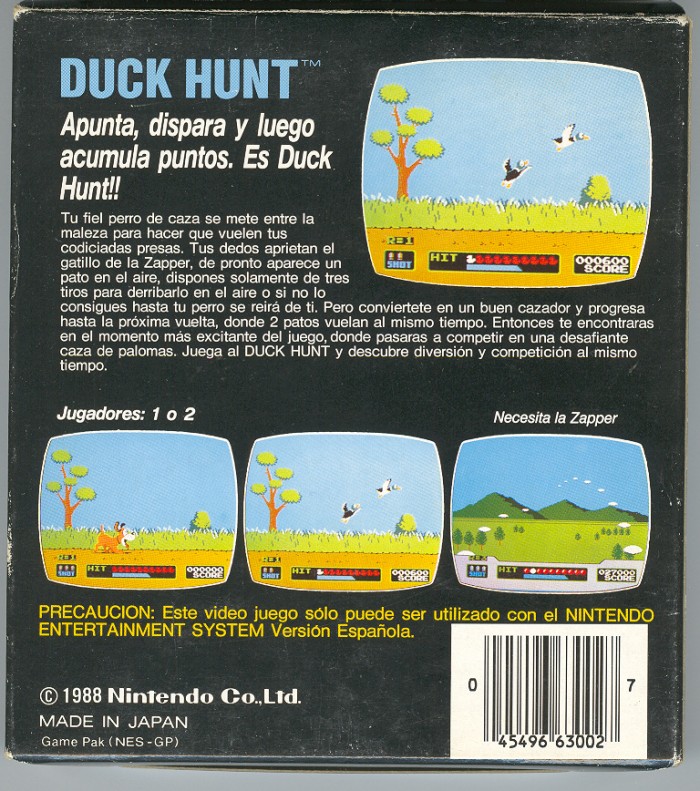 DUCK HUNT™
Apunta, dispara y luego
acumula puntos. Es Duck
Hunt!!
Tu fiel perro de caza se mete entre la
maleza para hacer que vuelen tus
codiciadas presas. Tus dedos aprietan el
gatillo de la Zapper, de pronto aparece un
pato en el aire, dispones solamente de tres
tiros para derribarlo en el aire o si no lo
consigues hasta tu perro se reirá de ti. Pero conviertete en un buen cazador y progresa
hasta la próxima vuelta, donde 2 patos vuelan al mismo tiempo. Entonces te encontraras
en el momento más excitante del juego, donde pasaras a competir en una desafiante
caza de palomas. Juega al DUCK HUNT y descubre diversión y competición al mismo
tiempo.
R=1
SHOT HIT 000600
SCORE
Jugadores: 1 o 2
Necesita la Zapper
R=1
SHOT HIT 000000
SCORE
R=1
SHOT HIT 000600
SCORE
SHOT HIT 027000
SCORE
PRECAUCION: Este video juego sólo puede ser utilizado con el NINTENDO
ENTERTAINMENT SYSTEM Versión Española.
© 1988 Nintendo Co.,Ltd.
MADE IN JAPAN
Game Pak (NES-GP)
0 7
45496 63002